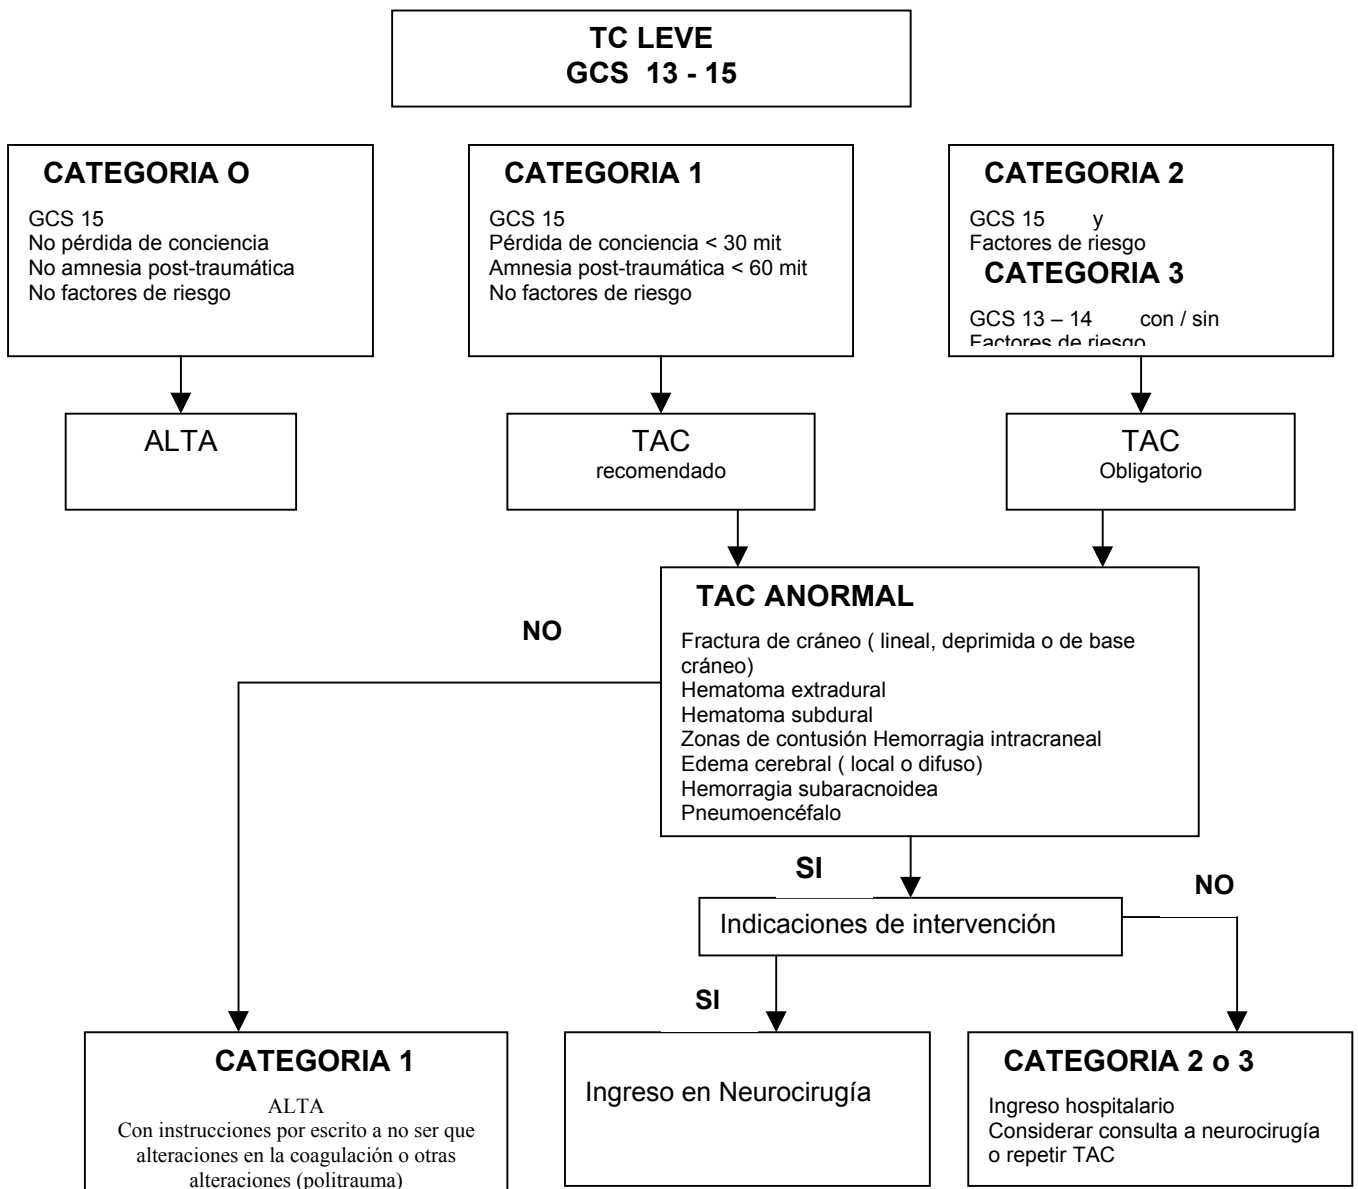 TC LEVE
GCS 13 - 15
CATEGORIA O
GCS 15
No pérdida de conciencia
No amnesia post-traumática
No factores de riesgo
CATEGORIA 1
GCS 15
Pérdida de conciencia < 30 mit
Amnesia post-traumática < 60 mit
No factores de riesgo
CATEGORIA 2
GCS 15 y
Factores de riesgo
CATEGORIA 3
GCS 13 – 14 con / sin
Factores de riesgo
ALTA
TAC
recomendado
TAC
Obligatorio
TAC ANORMAL
Fractura de cráneo ( lineal, deprimida o de base
cráneo)
Hematoma extradural
Hematoma subdural
Zonas de contusión Hemorragia intracraneal
Edema cerebral ( local o difuso)
Hemorragia subaracnoidea
Pneumoencéfalo
NO
SI
NO
Indicaciones de intervención
SI
CATEGORIA 1
ALTA
Con instrucciones por escrito a no ser que
alteraciones en la coagulación o otras
alteraciones (politrauma)
Ingreso en Neurocirugía
CATEGORIA 2 o 3
Ingreso hospitalario
Considerar consulta a neurocirugía
o repetir TAC